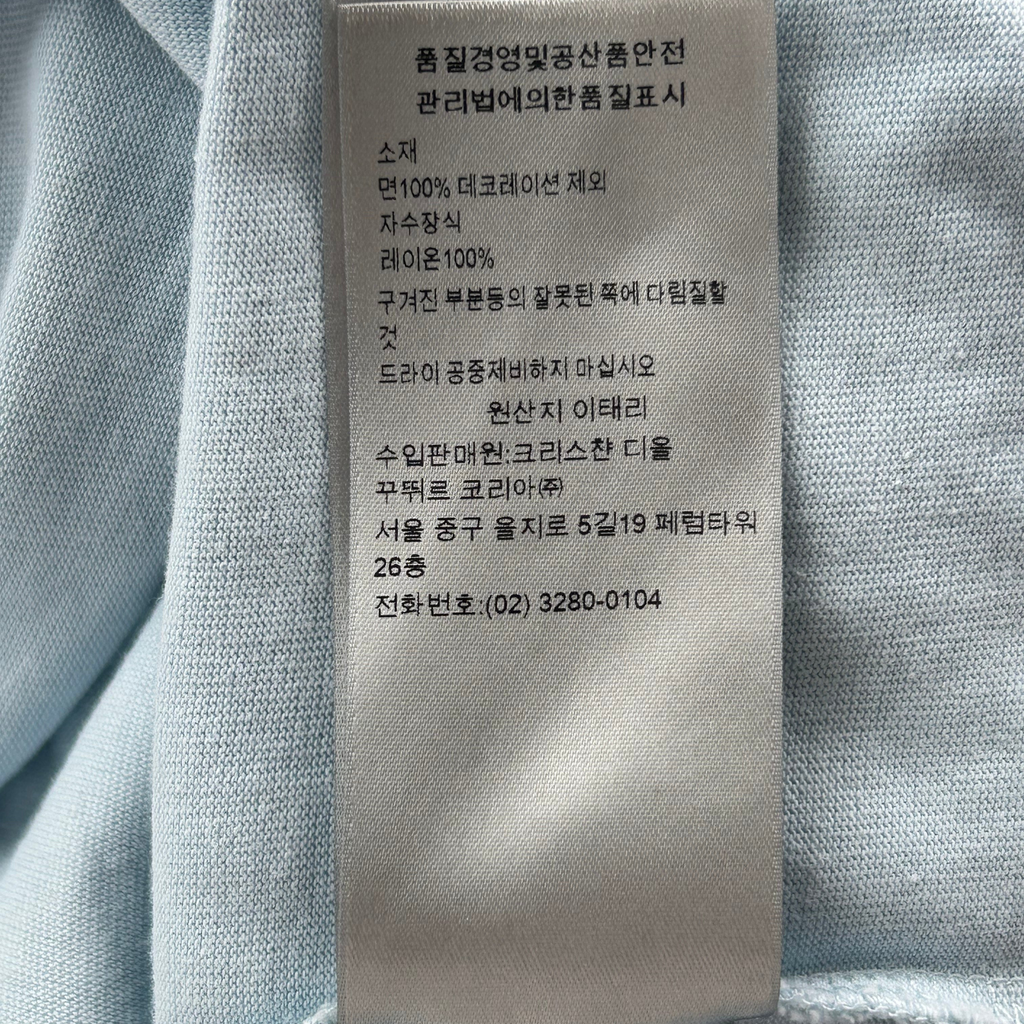 품질경영및공산품안전
관리법에의한품질표시
소재
면100% 데코레이션 제외
자수장식
레이온100%
구겨진 부분등의 잘못된 쪽에 다림질할
것
드라이 공중제비하지 마십시오
원산지 이태리
수입판매원:크리스챤 디올
꾸뛰르 코리아㈜
서울 중구 을지로 5길19 페럼타워
26층
전화번호:(02) 3280-0104